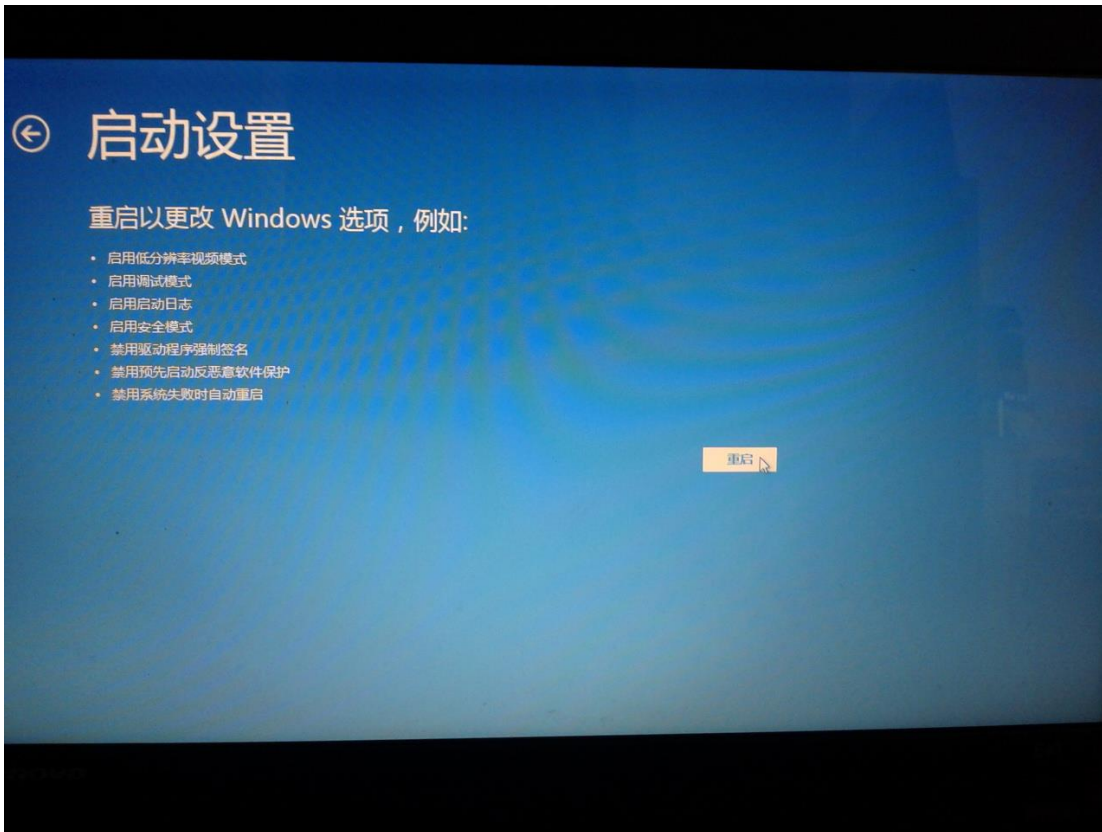 启动设置
重启以更改 Windows 选项，例如:
• 启用低分辨率视频模式
• 启用调试模式
• 启用启动日志
• 启用安全模式
• 禁用驱动程序强制签名
• 禁用预先启动反恶意软件保护
• 禁用系统失败时自动重启
重启